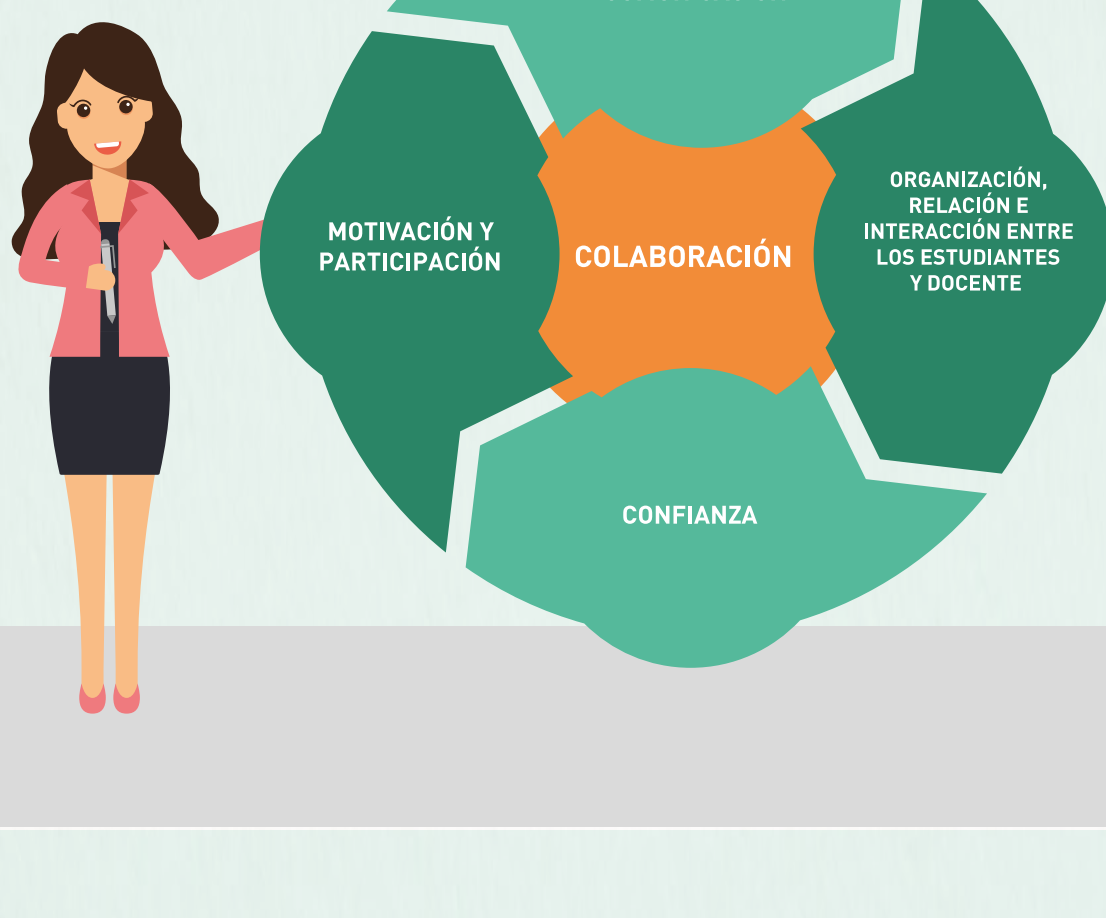 MOTIVACIÓN Y
PARTICIPACIÓN
COLABORACIÓN
ORGANIZACIÓN,
RELACIÓN E
INTERACCIÓN ENTRE
LOS ESTUDIANTES
Y DOCENTE
CONFIANZA